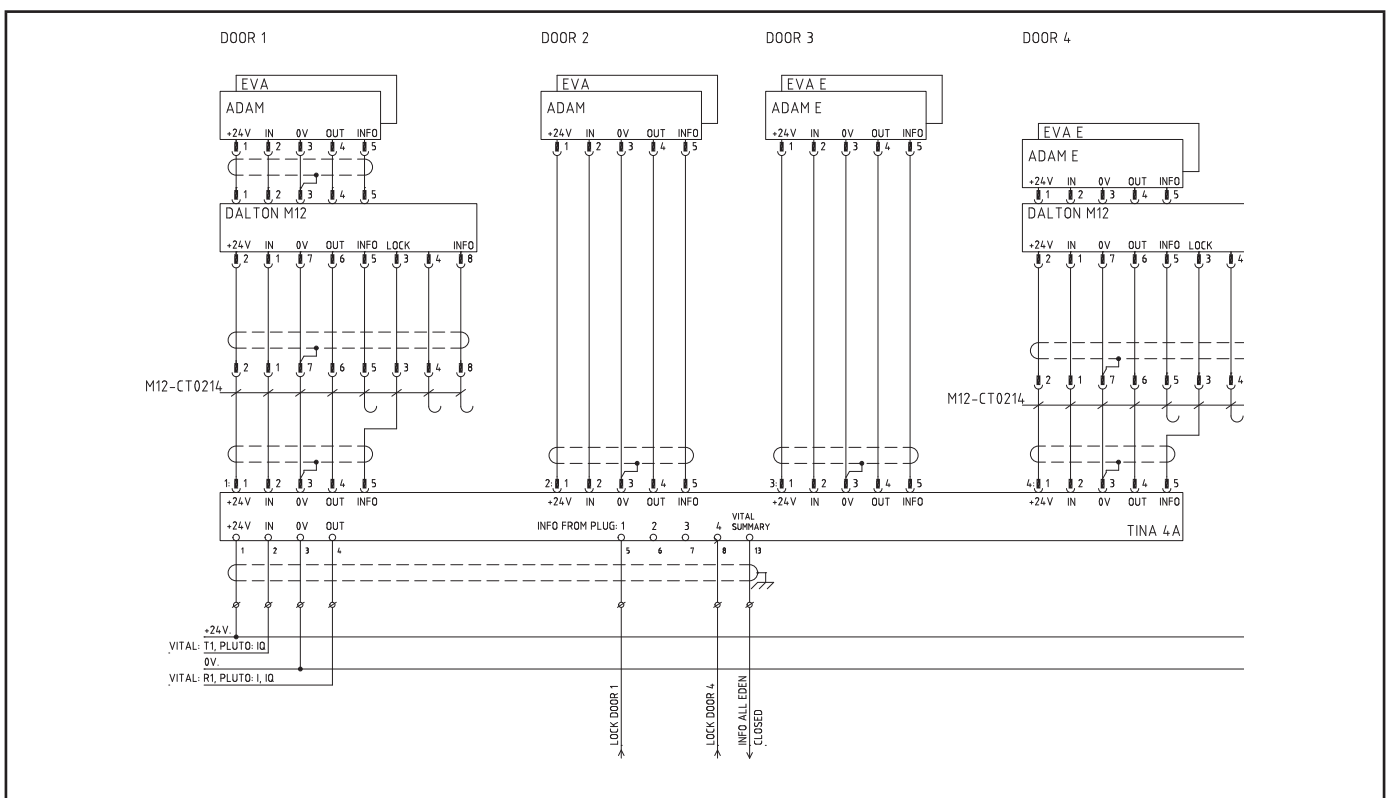 DOOR 1 DOOR 2 DOOR 3 DOOR 4
EVA EVA EVA E
ADAM ADAM ADAM E
EVA E
ADAM E
+24V IN 0V OUT INFO +24V IN 0V OUT INFO +24V IN 0V OUT INFO
1 2 3 4 5 1 2 3 4 5 1 2 3 4 5
+24V IN 0V OUT INFO
1 2 3 4 5 1 2 3 4 5
DALTON M12 DALTON M12
+24V IN 0V OUT INFO LOCK INFO +24V IN 0V OUT INFO LOCK
2 1 7 6 5 3 4 8 2 1 7 6 5 3 4
2 1 7 6 5 3 4 8
2 1 7 6 5 3 4
M12-CT0214
M12-CT0214
1: 1 2 3 4 5 2: 1 2 3 4 5 3: 1 2 3 4 5 4: 1 2 3 4 5
+24V IN 0V OUT INFO +24V IN 0V OUT INFO +24V IN 0V OUT INFO +24V IN 0V OUT INFO
VITAL
+24V IN 0V OUT INFO FROM PLUG: 1 2 3 4 SUMMARY
TINA 4A
1 2 3 4 5 6 7 8 13
+24V.
VITAL: T1, PLUTO: IQ
0V.
VITAL: R1, PLUTO: I, IQ
LOCK DOOR 1
LOCK DOOR 4
INFO ALL EDEN
CLOSED